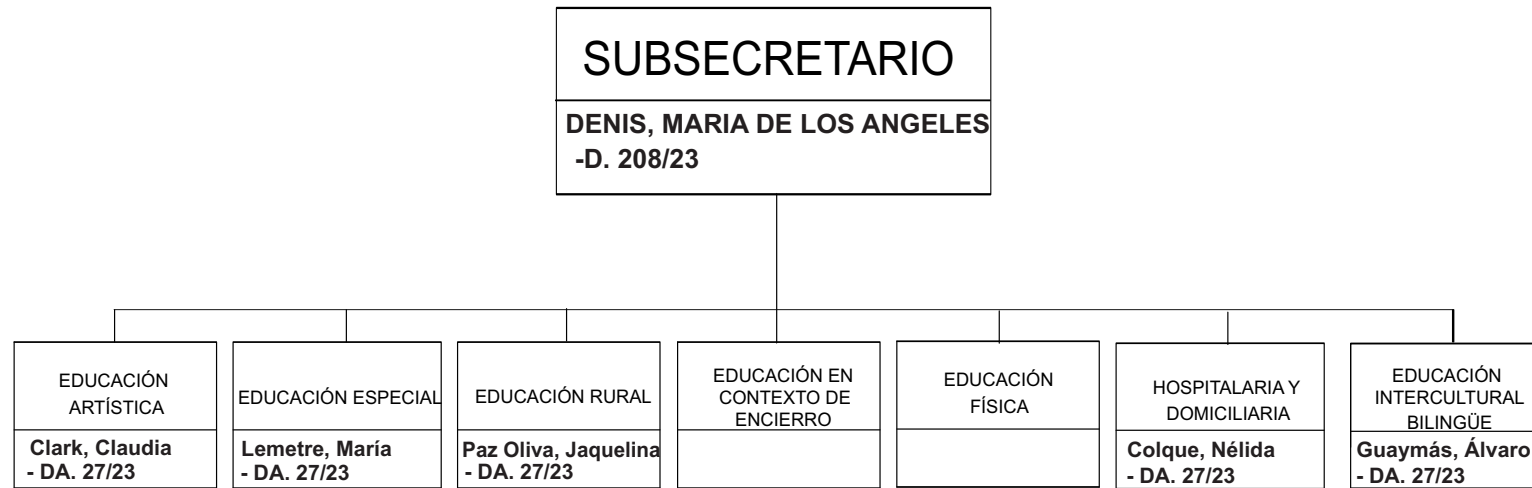 SUBSECRETARIO
DENIS, MARIA DE LOS ANGELES
-D. 208/23
EDUCACIÓN
ARTÍSTICA
Clark, Claudia
- DA. 27/23
EDUCACIÓN ESPECIAL
Lemetre, María
- DA. 27/23
EDUCACIÓN RURAL
Paz Oliva, Jaquelina
- DA. 27/23
EDUCACIÓN EN
CONTEXTO DE
ENCIERRO
EDUCACIÓN
FÍSICA
HOSPITALARIA Y
DOMICILIARIA
Colque, Nélida
- DA. 27/23
EDUCACIÓN
INTERCULTURAL
BILINGÜE
Guaymás, Álvaro
- DA. 27/23